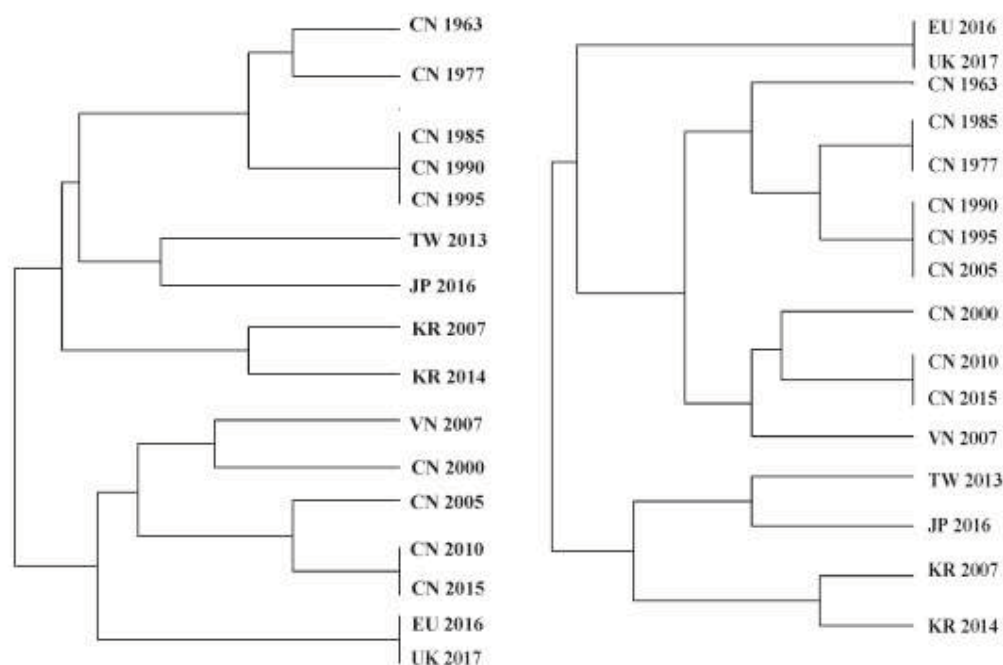 CN 1963
CN 1977
CN 1985
CN 1990
CN 1995
TW 2013
JP 2016
KR 2007
KR 2014
VN 2007
CN 2000
CN 2005
CN 2010
CN 2015
EU 2016
UK 2017
EU 2016
UK 2017
CN 1963
CN 1985
CN 1977
CN 1990
CN 1995
CN 2005
CN 2000
CN 2010
CN 2015
VN 2007
TW 2013
JP 2016
KR 2007
KR 2014